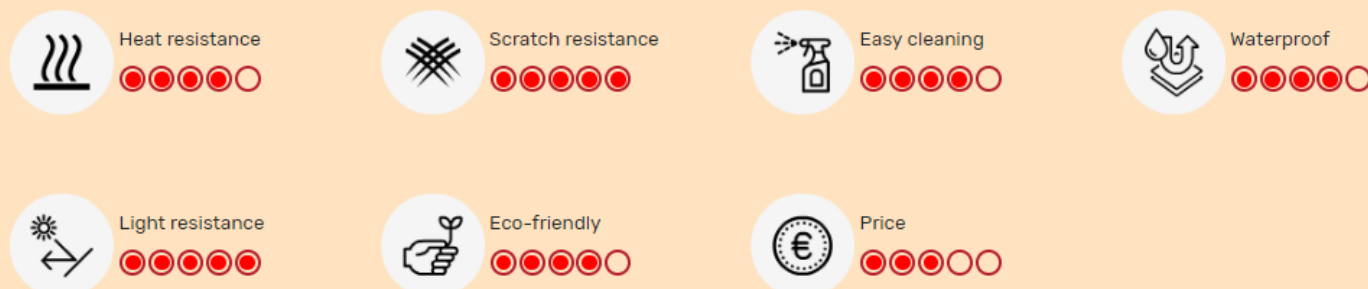 Heat resistance
Scratch resistance
Easy cleaning
Waterproof
Light resistance
Eco-friendly
Price
€